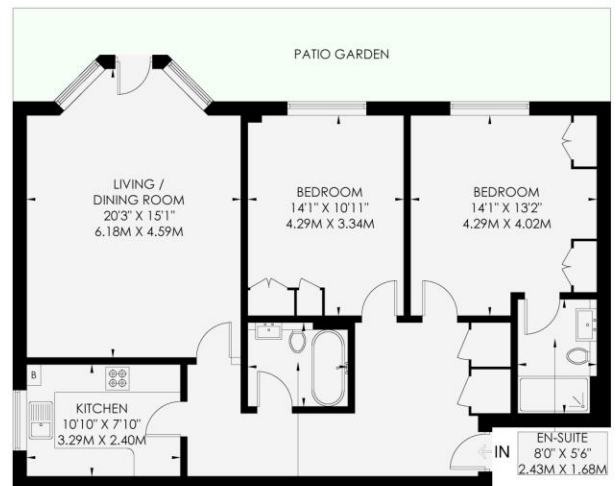 PATIO GARDEN
LIVING /
DINING ROOM
20'3" X 15'1"
6.18M X 4.59M
BEDROOM
14'1" X 10'11"
4.29M X 3.34M
BEDROOM
14'1" X 13'2"
4.29M X 4.02M
B
KITCHEN
10'10" X 7'10"
3.29M X 2.40M
IN
EN-SUITE
8'0" X 5'6"
2.43M X 1.68M